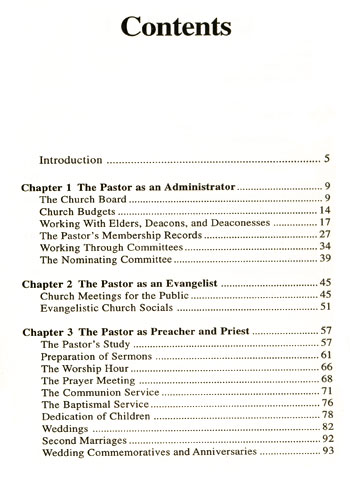 Contents
Introduction ........................................ 5
Chapter 1 The Pastor as an Administrator .................... 9
The Church Board ........................................ 9
Church Budgets ........................................ 14
Working With Elders, Deacons, and Deaconesses ............ 17
The Pastor's Membership Records .................... 27
Working Through Committees .................... 34
The Nominating Committee .................... 39
Chapter 2 The Pastor as an Evangelist .................... 45
Church Meetings for the Public .................... 45
Evangelistic Church Socials .................... 51
Chapter 3 The Pastor as Preacher and Priest .................... 57
The Pastor's Study .................... 57
Preparation of Sermons .................... 61
The Worship Hour .................... 66
The Prayer Meeting .................... 68
The Communion Service .................... 71
The Baptismal Service .................... 76
Dedication of Children .................... 78
Weddings .................... 82
Second Marriages .................... 92
Wedding Commemoratives and Anniversaries ............ 93